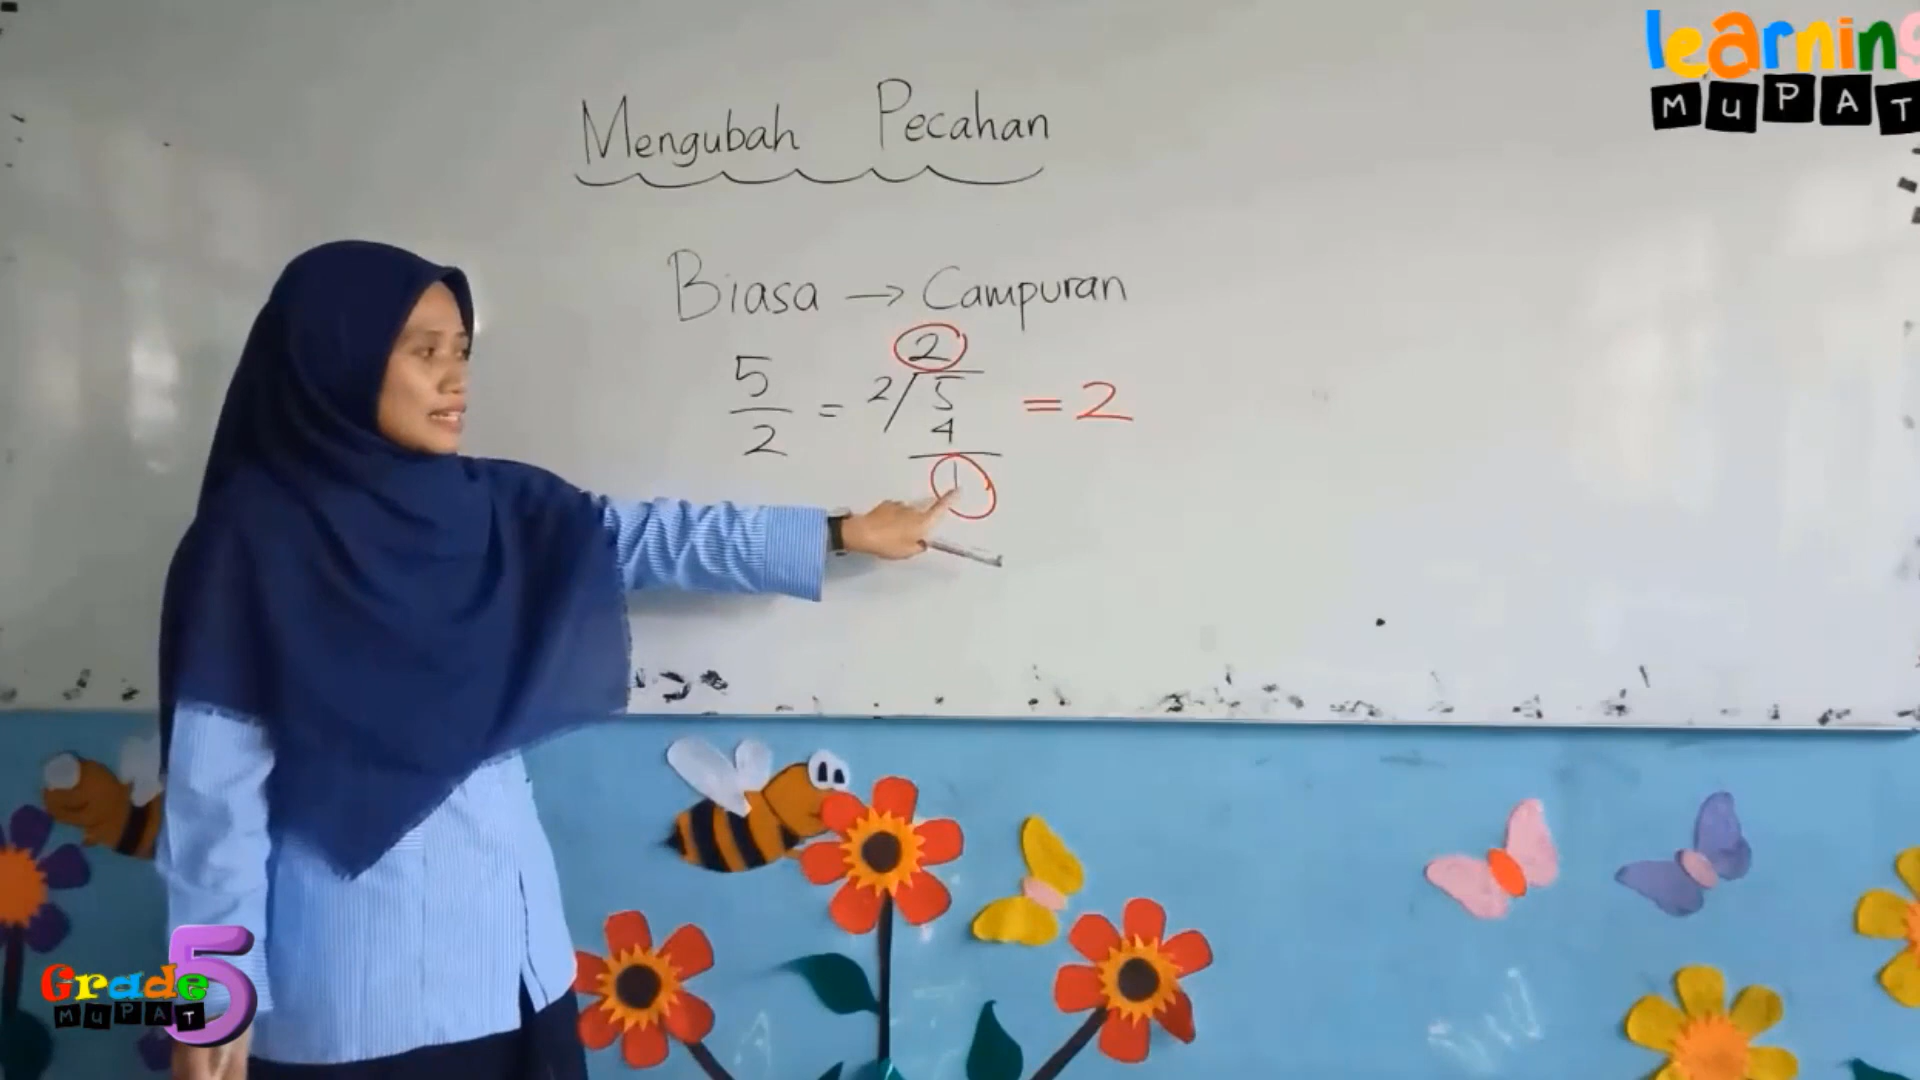 learning
MUPAT
Mengubah Pecahan
Biasa → Campuran
5/2 = 2/5 = 2
2
4
1
Grade 5
MUPAT